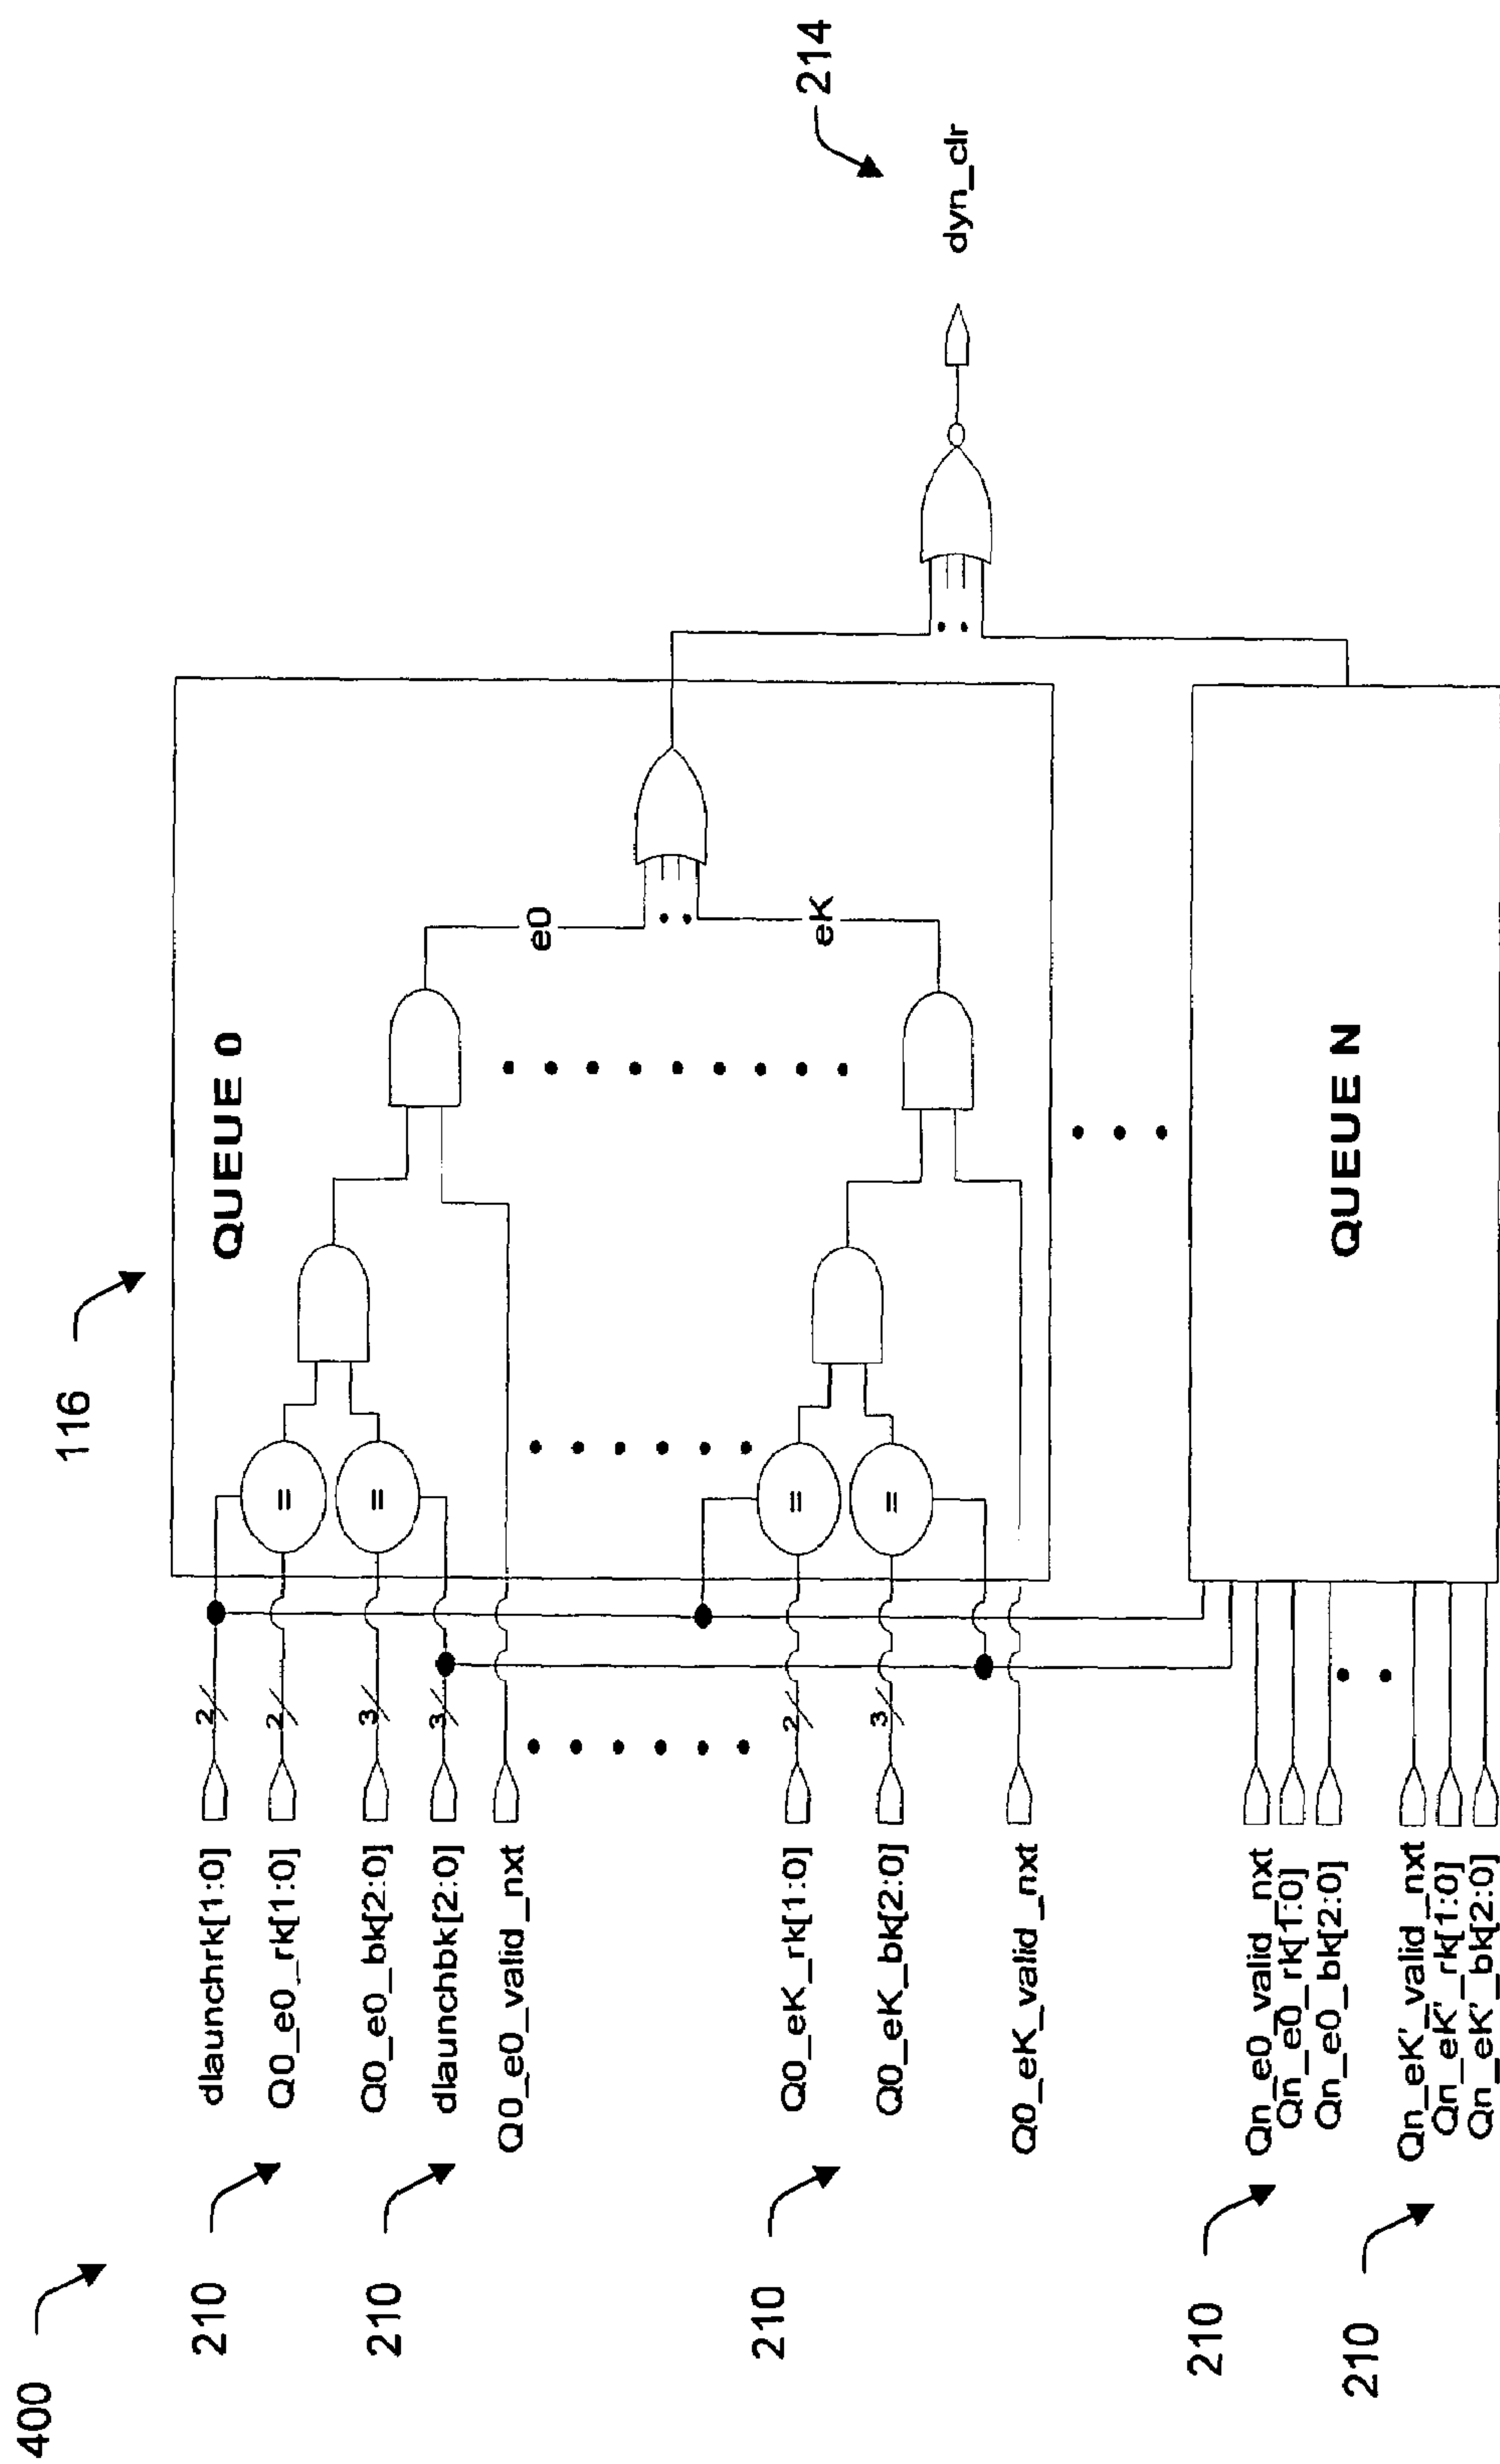 400
116
214
210
dlaunchrk[1:0]
Q0_e0_rk[1:0]
210
Q0_e0_bk[2:0]
dlaunchbk[2:0]
Q0_e0_valid_nxt
210
Q0_eK_rk[1:0]
Q0_eK_bk[2:0]
Q0_eK_valid_nxt
210
Qn_e0_valid_nxt
Qn_e0_rk[1:0]
Qn_e0_bk[2:0]
210
Qn_eK'_valid_nxt
Qn_eK'_rk[1:0]
Qn_eK'_bk[2:0]
2
2
3
3
2
3
=
=
=
=
QUEUE 0
e0
eK
QUEUE N
dyn_clr